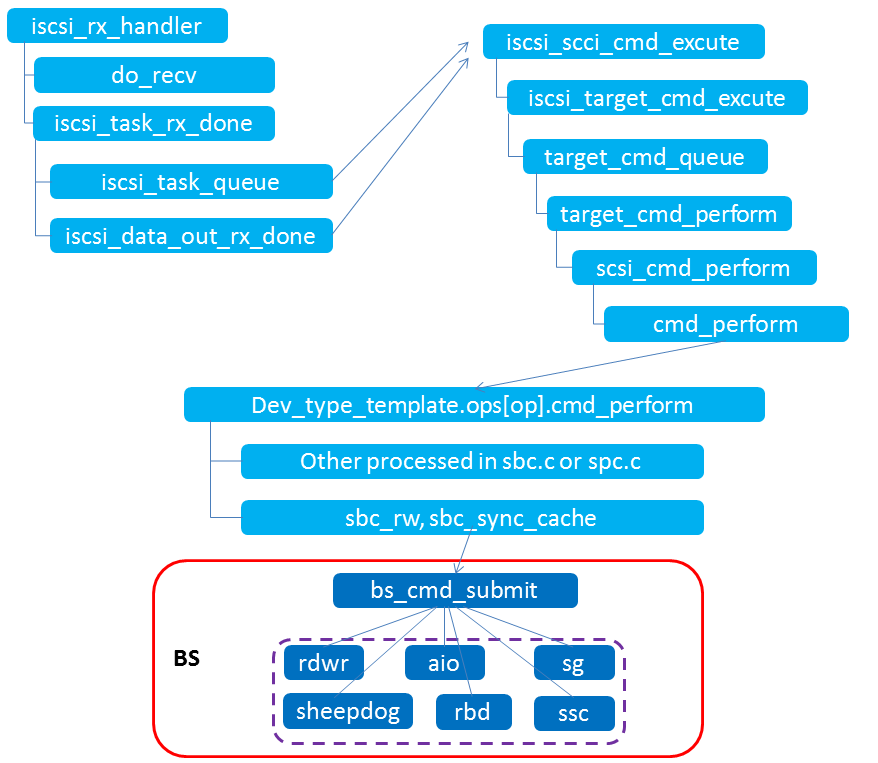 iscsi_rx_handler
do_recv
iscsi_task_rx_done
iscsi_task_queue
iscsi_data_out_rx_done
iscsi_scci_cmd_excute
iscsi_target_cmd_excute
target_cmd_queue
target_cmd_perform
scsi_cmd_perform
cmd_perform
Dev_type_template.ops[op].cmd_perform
Other processed in sbc.c or spc.c
sbc_rw, sbc_sync_cache
bs_cmd_submit
BS
rdwr
aio
sg
sheepdog
rbd
ssc